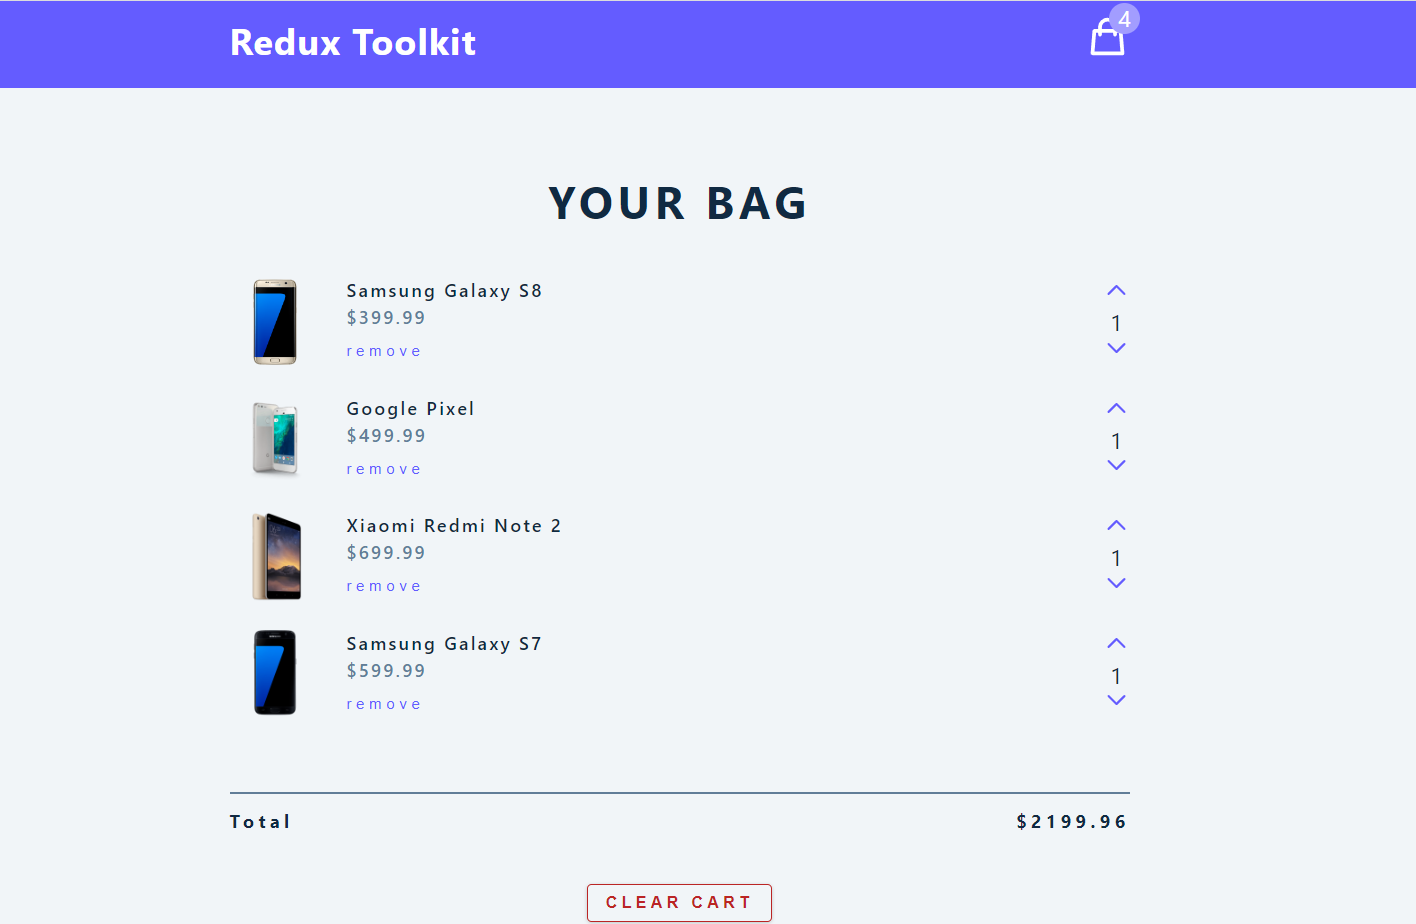 Redux Toolkit
4
YOUR BAG
Samsung Galaxy S8
$399.99
remove
1
Google Pixel
$499.99
remove
1
Xiaomi Redmi Note 2
$699.99
remove
1
Samsung Galaxy S7
$599.99
remove
1
Total $2199.96
CLEAR CART